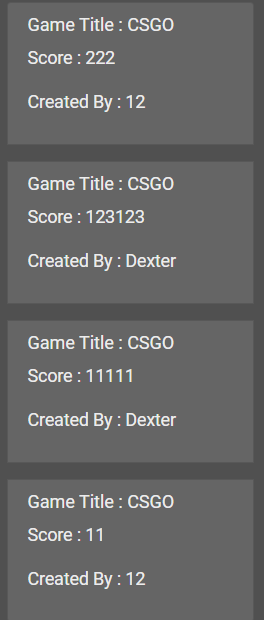 Game Title : CSGO
Score : 222
Created By : 12
Game Title : CSGO
Score : 123123
Created By : Dexter
Game Title : CSGO
Score : 11111
Created By : Dexter
Game Title : CSGO
Score : 11
Created By : 12